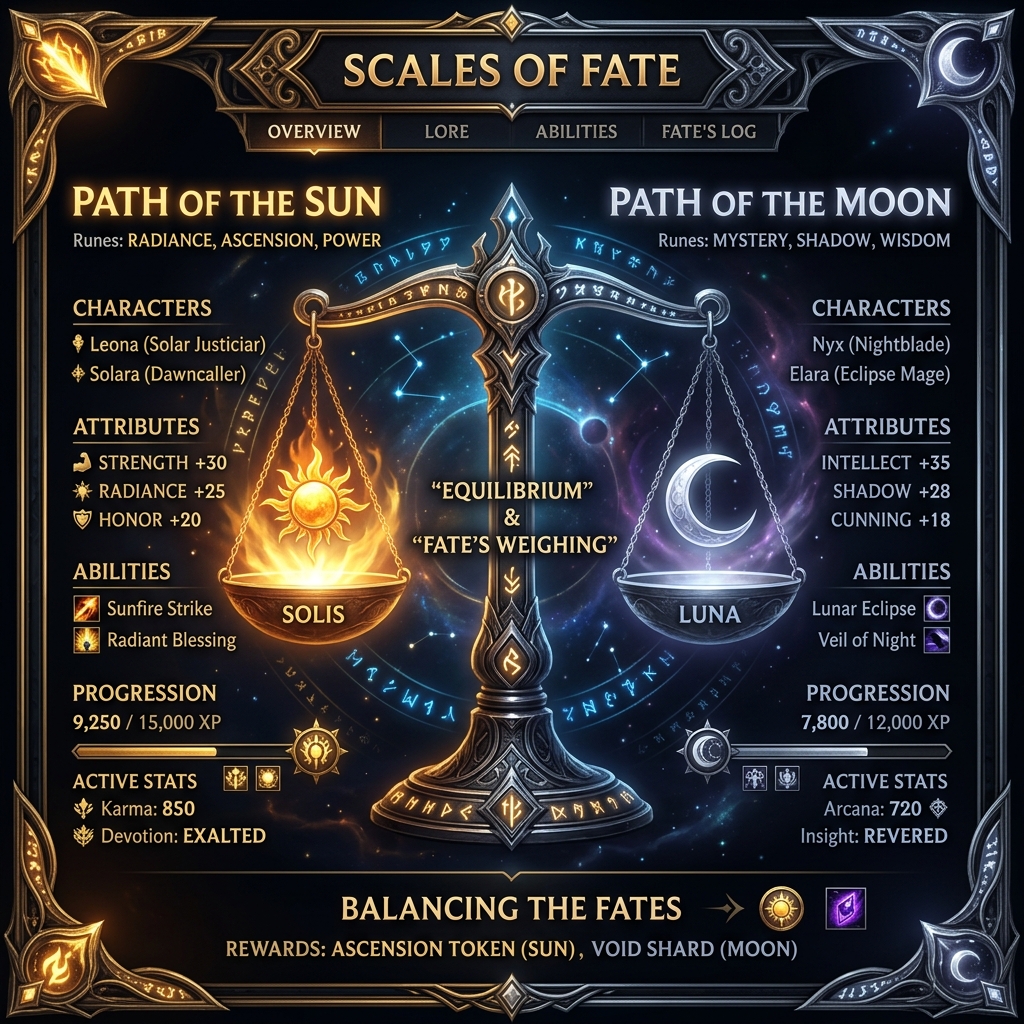 SCALES OF FATE
OVERVIEW LORE ABILITIES FATE'S LOG
PATH OF THE SUN
Runes: RADIANCE, ASCENSION, POWER
CHARACTERS
Leona (Solar Justiciar)
Solara (Dawncaller)
ATTRIBUTES
STRENGTH +30
RADIANCE +25
HONOR +20
ABILITIES
Sunfire Strike
Radiant Blessing
PROGRESSION
9,250 / 15,000 XP
ACTIVE STATS
Karma: 850
Devotion: EXALTED
SOLIS
"EQUILIBRIUM"
&
"FATE'S WEIGHING"
LUNA
PATH OF THE MOON
Runes: MYSTERY, SHADOW, WISDOM
CHARACTERS
Nyx (Nightblade)
Elara (Eclipse Mage)
ATTRIBUTES
INTELLECT +35
SHADOW +28
CUNNING +18
ABILITIES
Lunar Eclipse
Veil of Night
PROGRESSION
7,800 / 12,000 XP
ACTIVE STATS
Arcana: 720
Insight: REVERED
BALANCING THE FATES
REWARDS: ASCENSION TOKEN (SUN), VOID SHARD (MOON)